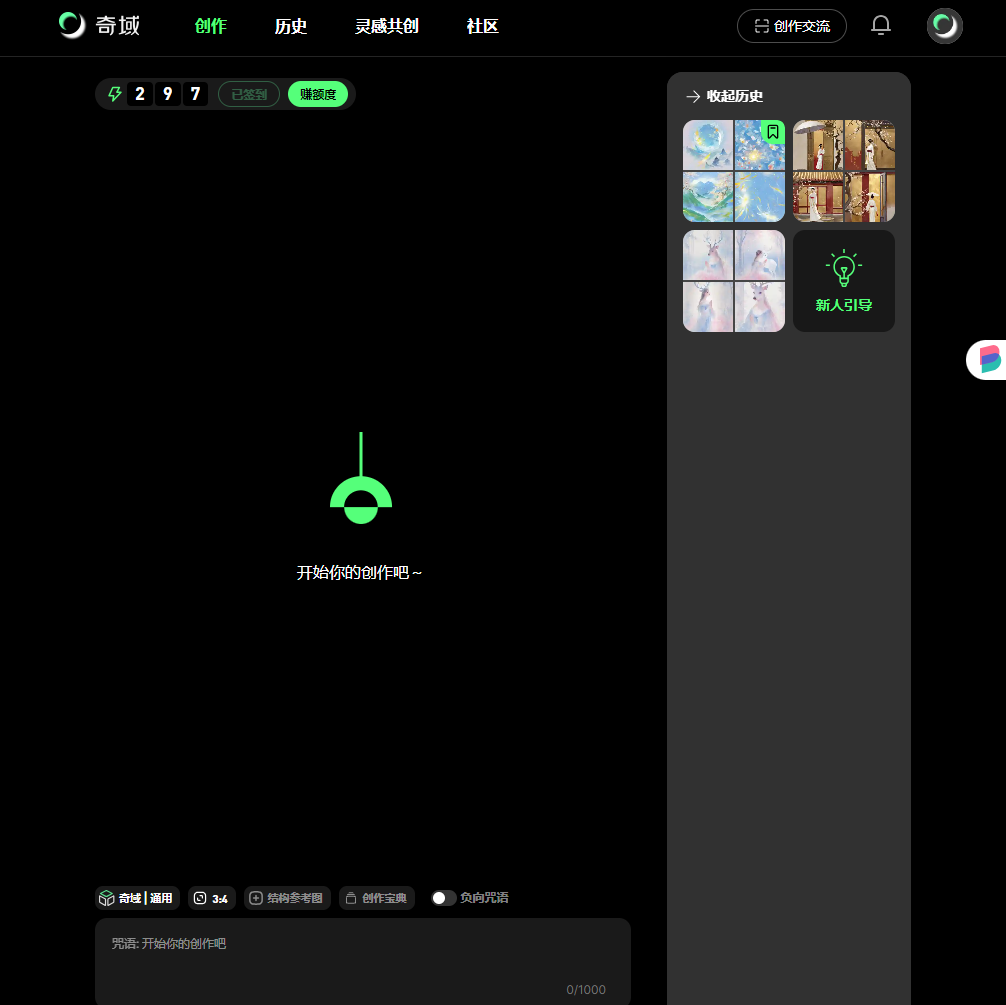 奇域 创作 历史 灵感共创 社区 创作交流
2 9 7 已签到 赚额度
收起历史
新人引导
开始你的创作吧～
奇域 | 通用 3:4 结构参考图 创作宝典 负向咒语
咒语: 开始你的创作吧
0/1000